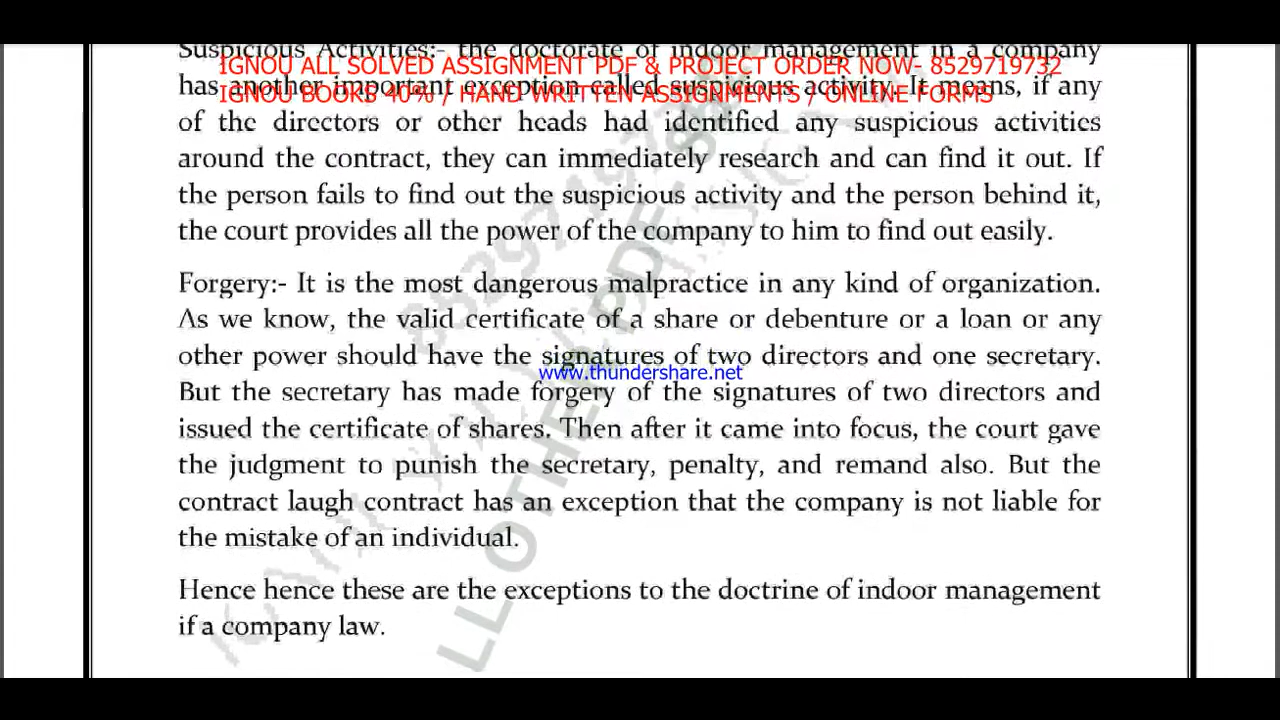 Suspicious Activities:- the doctorate of indoor management in a company
IGNOU ALL SOLVED ASSIGNMENT PDF & PROJECT ORDER NOW- 8529719732
has another important exception called suspicious activity. It means, if any
IGNOU BOOKS 40% / HAND WRITTEN ASSIGNMENTS / ONLINE FORMS
of the directors or other heads had identified any suspicious activities
around the contract, they can immediately research and can find it out. If
the person fails to find out the suspicious activity and the person behind it,
the court provides all the power of the company to him to find out easily.
Forgery:- It is the most dangerous malpractice in any kind of organization.
As we know, the valid certificate of a share or debenture or a loan or any
other power should have the signatures of two directors and one secretary.
www.thundershare.net
But the secretary has made forgery of the signatures of two directors and
issued the certificate of shares. Then after it came into focus, the court gave
the judgment to punish the secretary, penalty, and remand also. But the
contract laugh contract has an exception that the company is not liable for
the mistake of an individual.
Hence hence these are the exceptions to the doctrine of indoor management
if a company law.